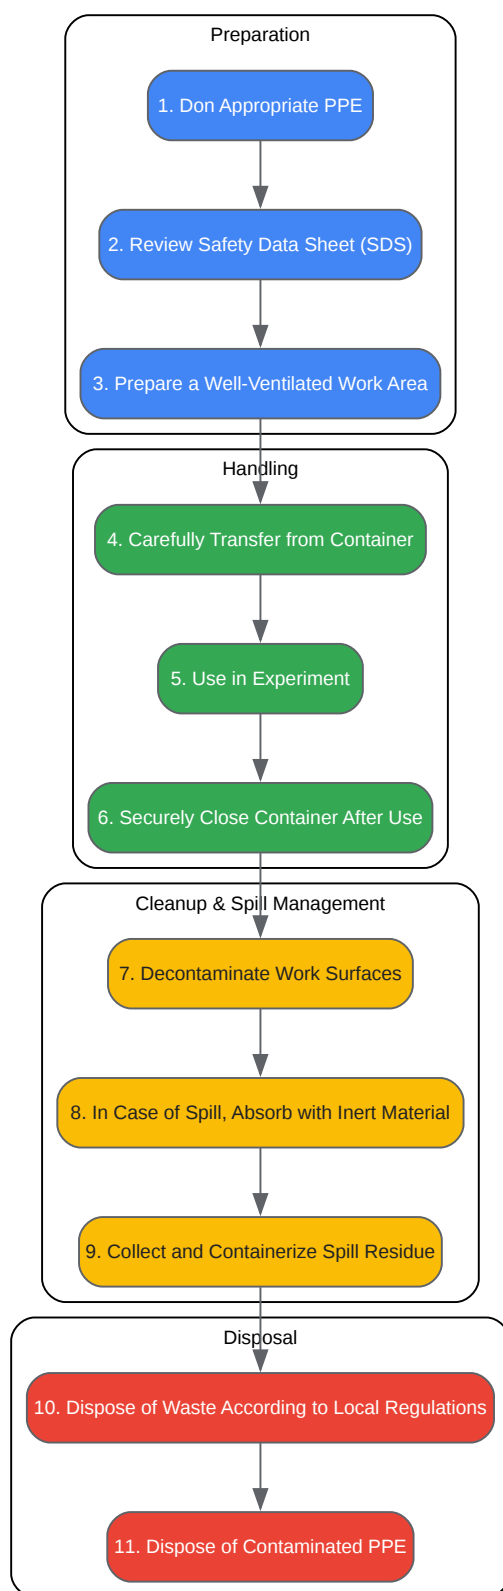 Preparation
1. Don Appropriate PPE
2. Review Safety Data Sheet (SDS)
3. Prepare a Well-Ventilated Work Area
Handling
4. Carefully Transfer from Container
5. Use in Experiment
6. Securely Close Container After Use
Cleanup & Spill Management
7. Decontaminate Work Surfaces
8. In Case of Spill, Absorb with Inert Material
9. Collect and Containerize Spill Residue
Disposal
10. Dispose of Waste According to Local Regulations
11. Dispose of Contaminated PPE